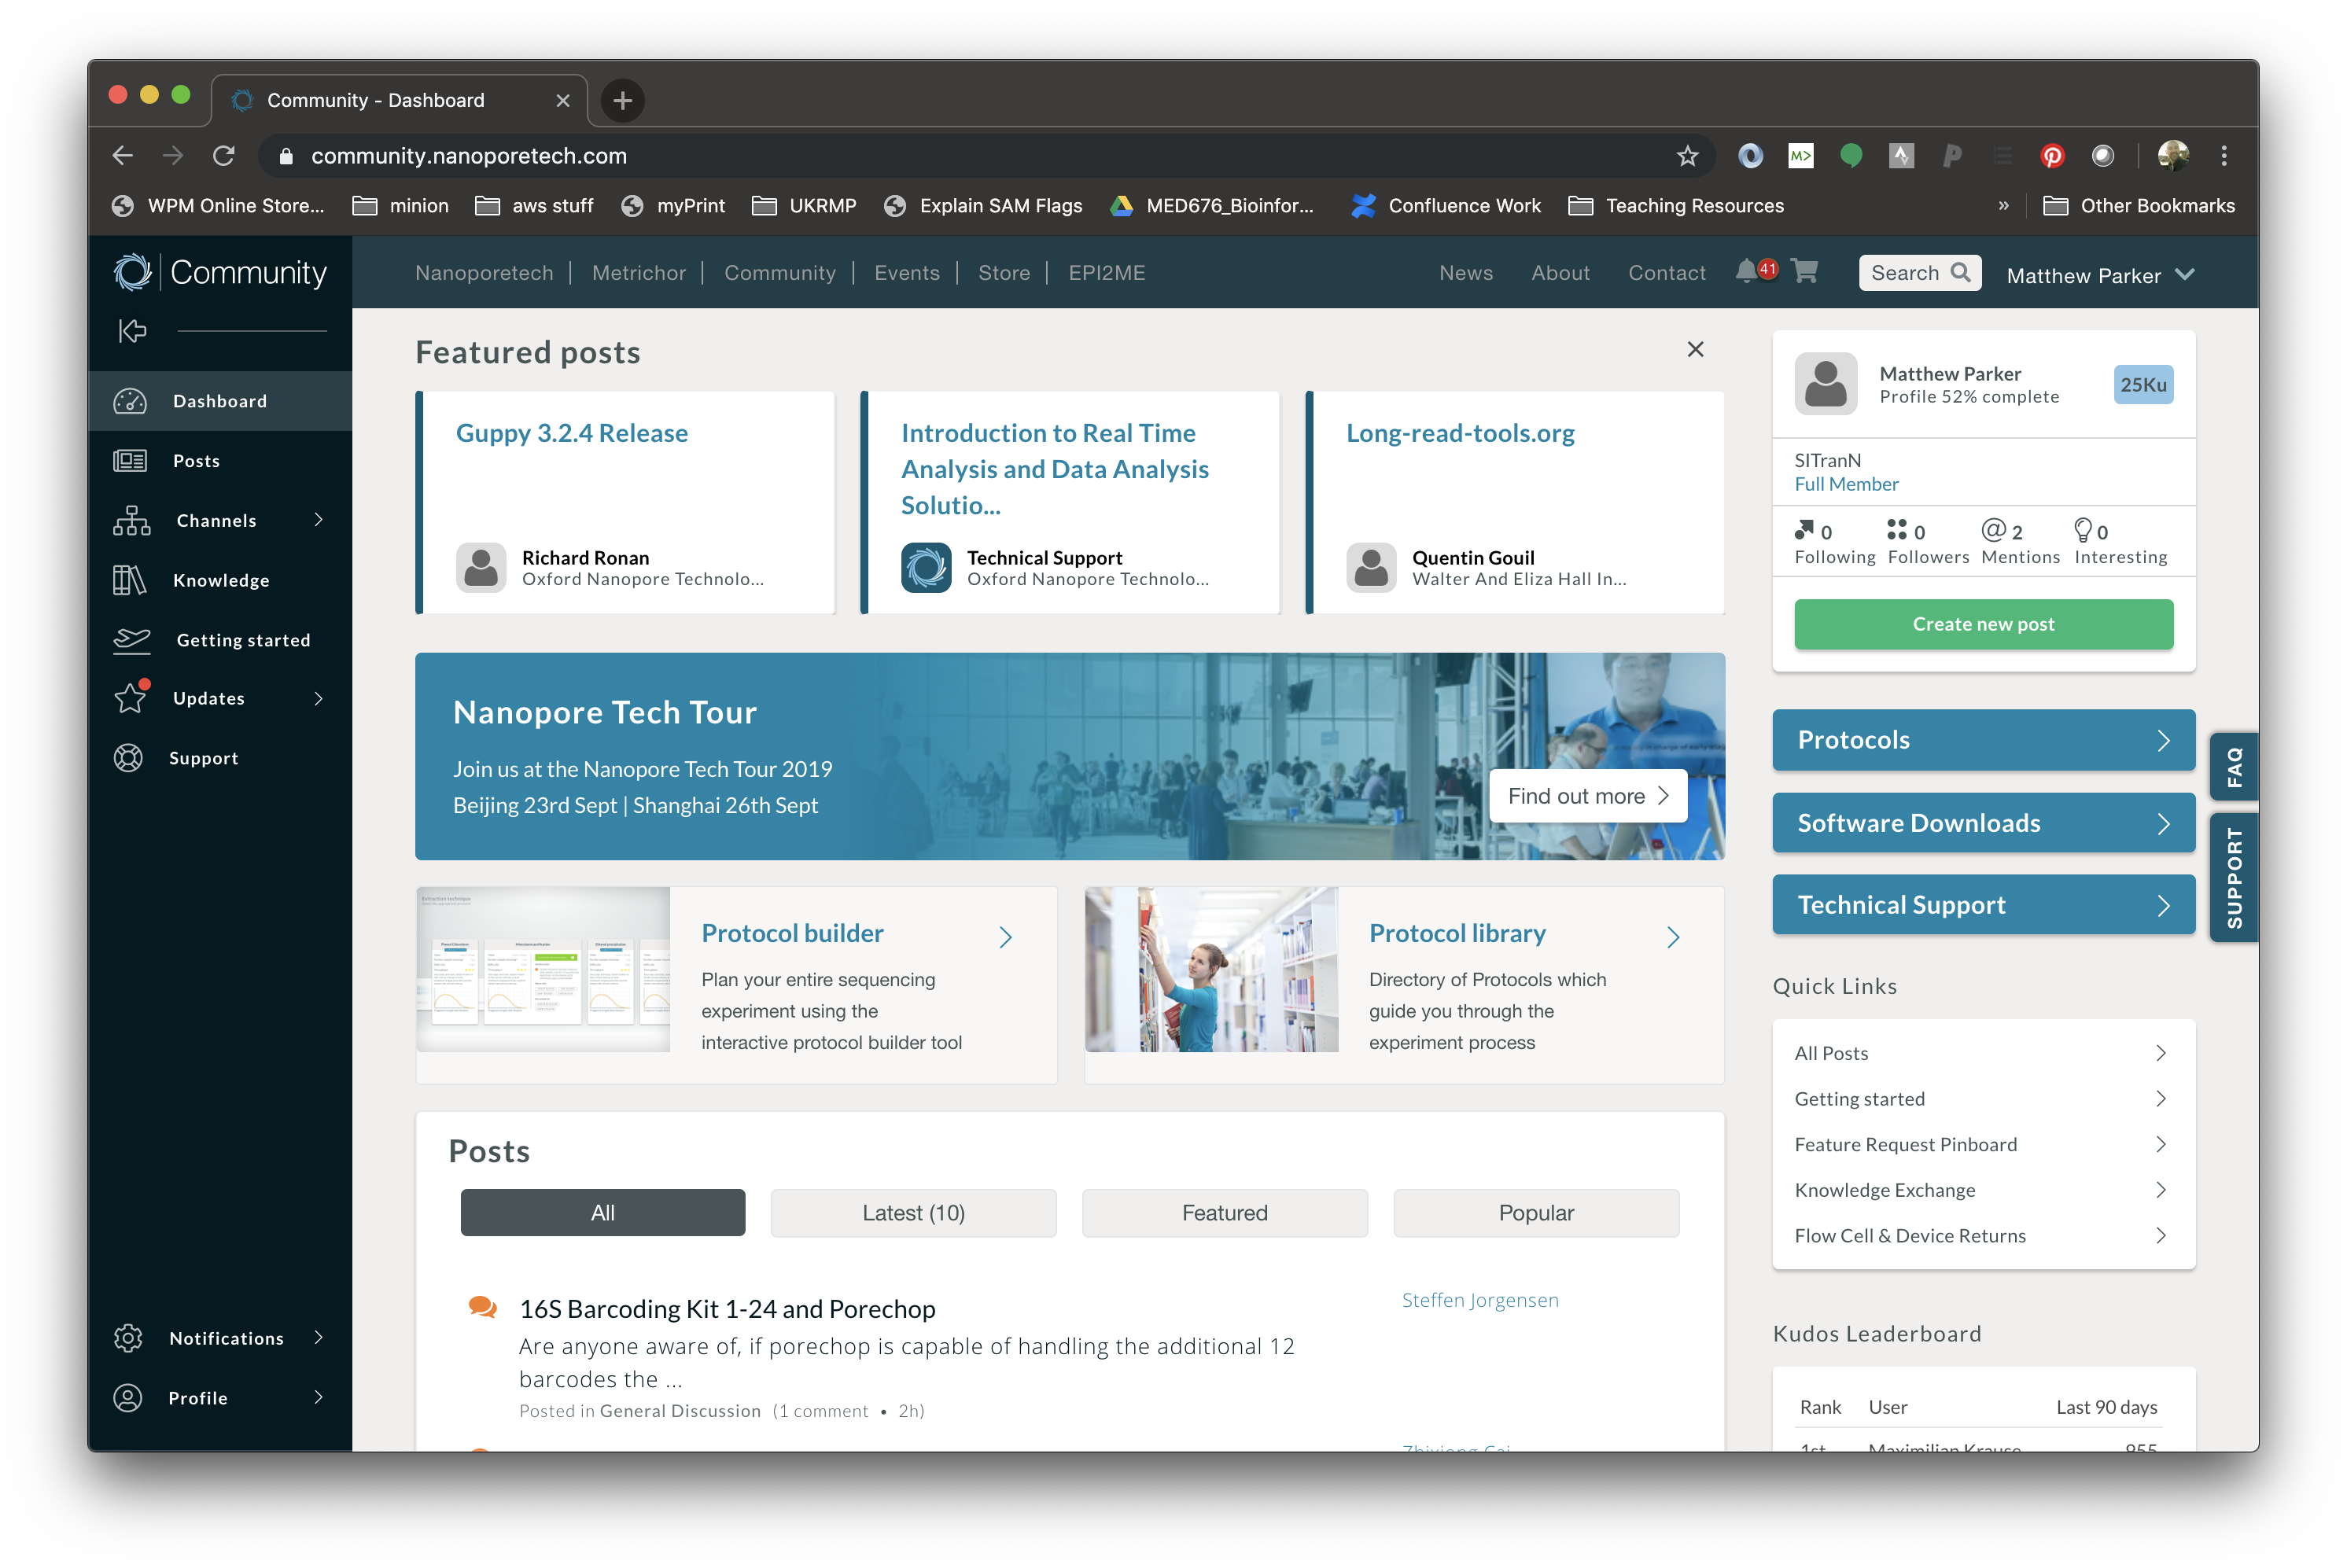 Community - Dashboard
community.nanoporetech.com
M>
WPM Online Store...
minion
aws stuff
myPrint
UKRMP
Explain SAM Flags
MED676_Bioinfor...
Confluence Work
Teaching Resources
»
Other Bookmarks
Community
Nanoporetech | Metrichor | Community | Events | Store | EPI2ME
News
About
Contact
41
Search
Matthew Parker
Dashboard
Posts
Channels
Knowledge
Getting started
Updates
Support
Notifications
Profile
Featured posts
Guppy 3.2.4 Release
Richard Ronan
Oxford Nanopore Technolo...
Introduction to Real Time
Analysis and Data Analysis
Solutio...
Technical Support
Oxford Nanopore Technolo...
Long-read-tools.org
Quentin Gouil
Walter And Eliza Hall In...
Nanopore Tech Tour
Join us at the Nanopore Tech Tour 2019
Beijing 23rd Sept | Shanghai 26th Sept
Find out more
Protocol builder
Plan your entire sequencing
experiment using the
interactive protocol builder tool
Protocol library
Directory of Protocols which
guide you through the
experiment process
Posts
All
Latest (10)
Featured
Popular
16S Barcoding Kit 1-24 and Porechop
Steffen Jorgensen
Are anyone aware of, if porechop is capable of handling the additional 12
barcodes the ...
Posted in General Discussion (1 comment • 2h)
Zhixiong Cai
Matthew Parker
Profile 52% complete
25Ku
SITranN
Full Member
0
Following
0
Followers
@ 2
Mentions
0
Interesting
Create new post
Protocols
Software Downloads
Technical Support
FAQ
SUPPORT
Quick Links
All Posts
Getting started
Feature Request Pinboard
Knowledge Exchange
Flow Cell & Device Returns
Kudos Leaderboard
Rank User Last 90 days
1st Maximilian Krause 955